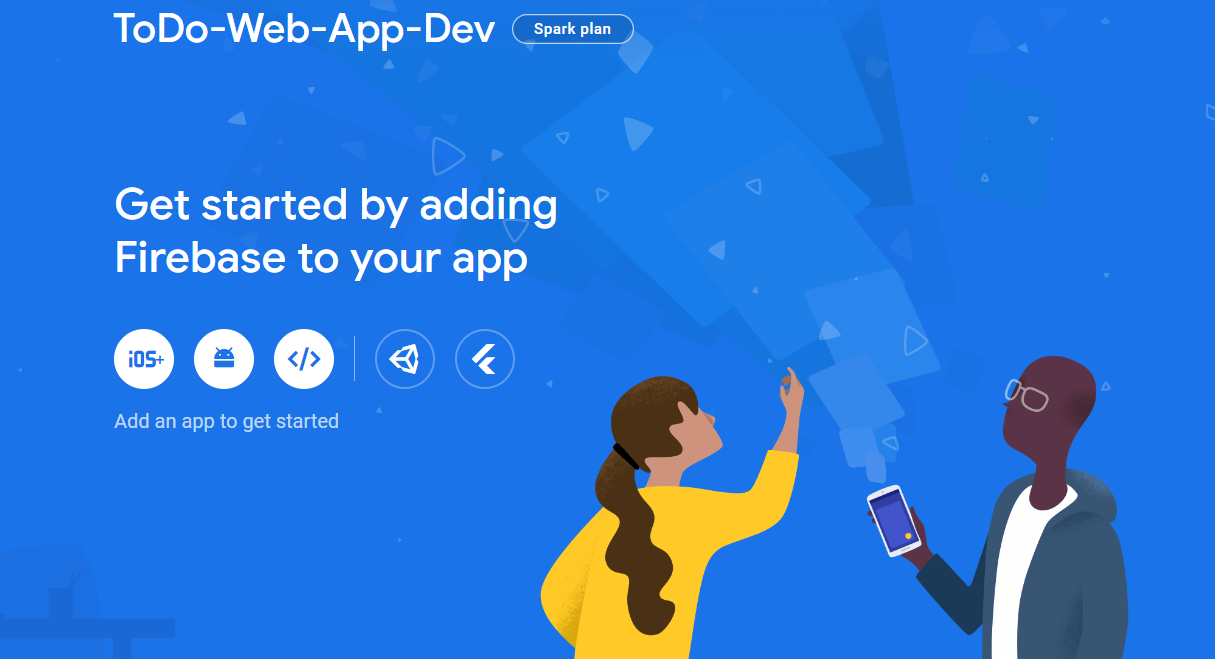 ToDo-Web-App-Dev Spark plan
Get started by adding
Firebase to your app
iOS+
Add an app to get started